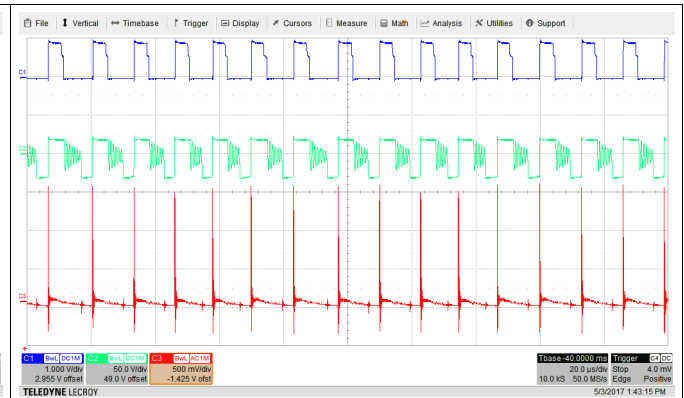 File Vertical Timebase Trigger Display Cursors Measure Math Analysis Utilities Support
C1
C2
C3
C1 BwL DC1M C2 BwL DC1M C3 BwL AC1M Tbase -40.0000 ms Trigger C4 DC
1.000 V/div 50.0 V/div 500 mV/div 20.0 µs/div Stop 4.0 mV
2.955 V offset 49.0 V offset -1.425 V ofst 10.0 kS 50.0 MS/s Edge Positive
TELEDYNE LECROY 5/3/2017 1:43:15 PM